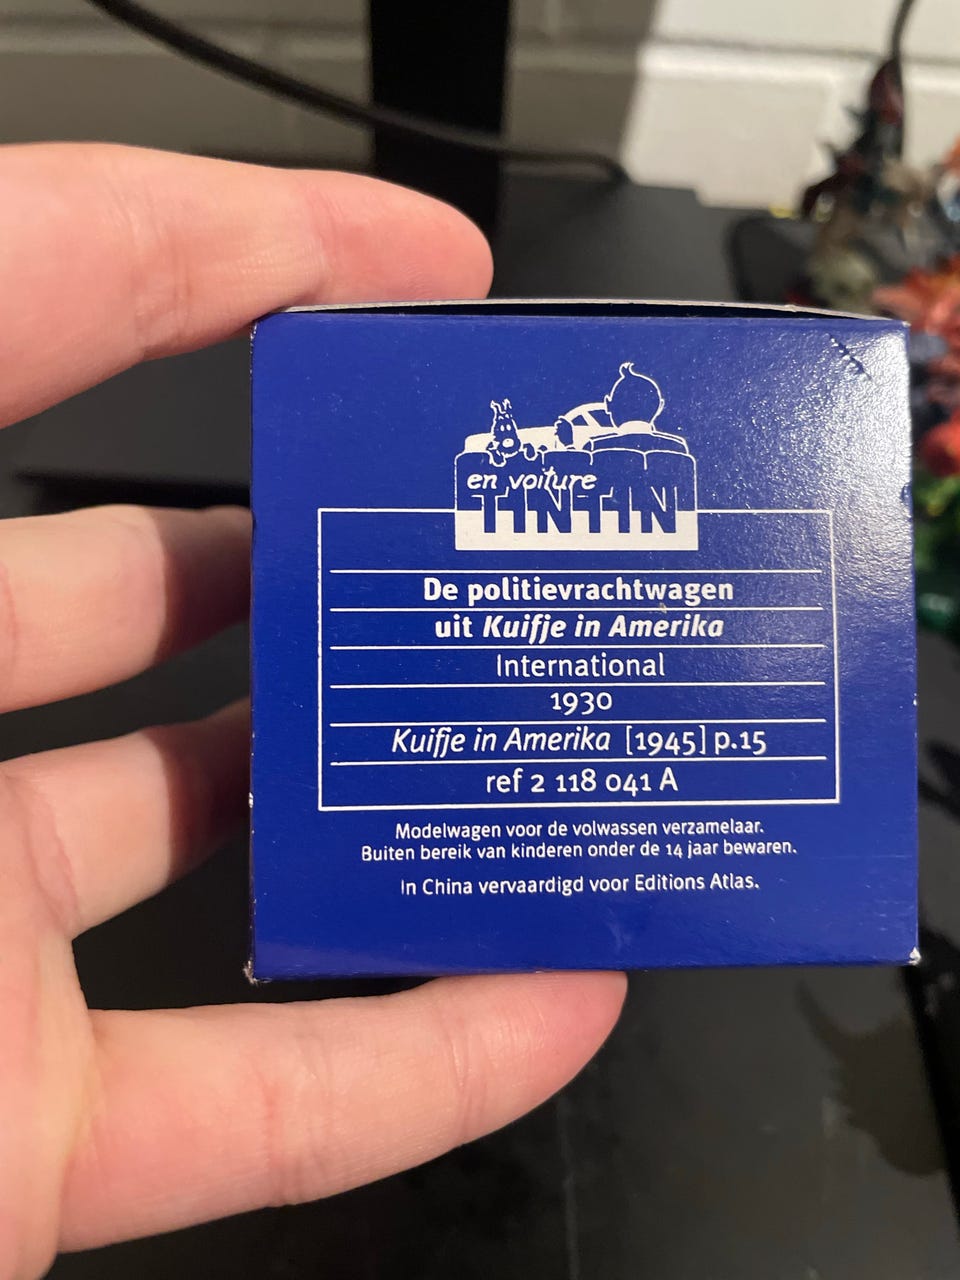 en voiture
TINTIN
De politievrachtwagen
uit Kuifje in Amerika
International
1930
Kuifje in Amerika [1945] p.15
ref 2 118 041 A
Modelwagen voor de volwassen verzamelaar.
Buiten bereik van kinderen onder de 14 jaar bewaren.
In China vervaardigd voor Editions Atlas.